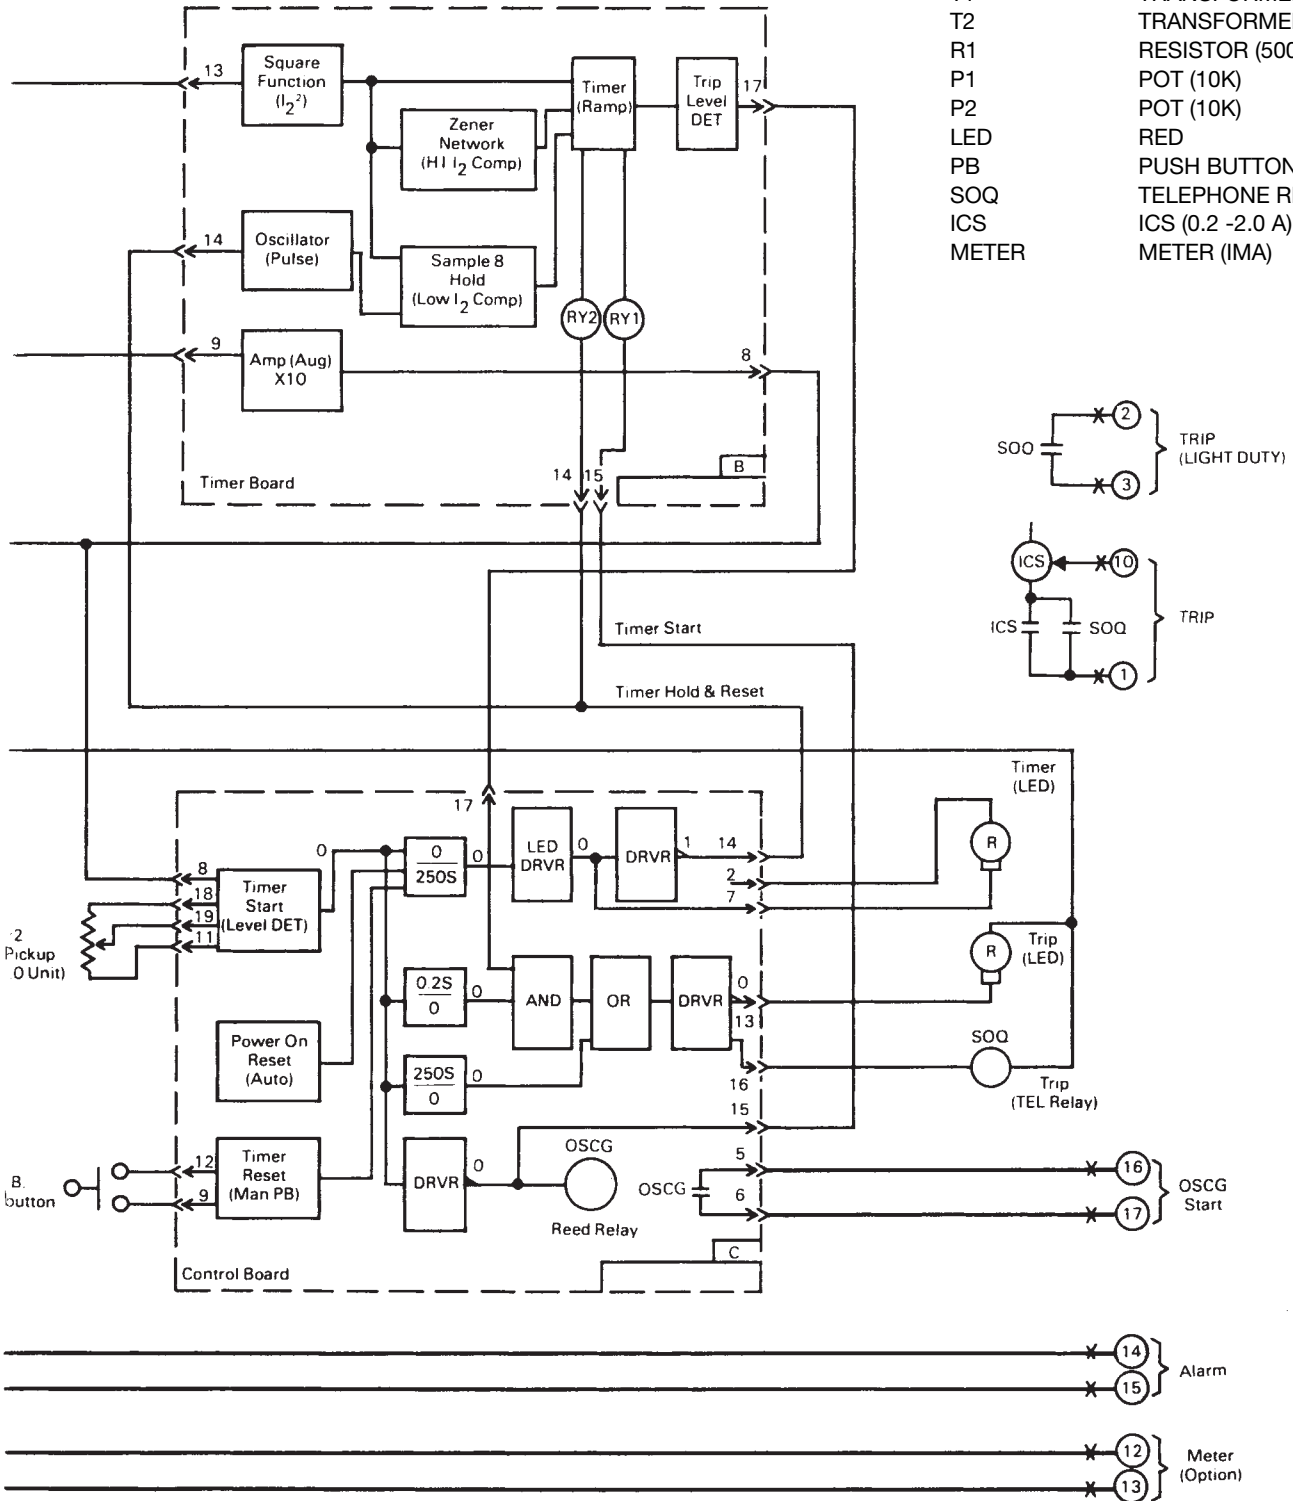 T2 TRANSFORME
R1 RESISTOR (500
P1 POT (10K)
P2 POT (10K)
LED RED
PB PUSH BUTTON
SOQ TELEPHONE R
ICS ICS (0.2 -2.0 A)
METER METER (IMA)
13
Square
Function
(I2²)
Zener
Network
(HI I2 Comp)
Timer
(Ramp)
Trip
Level
DET
17
14
Oscillator
(Pulse)
Sample 8
Hold
(Low I2 Comp)
RY2
RY1
9
Amp (Aug)
X10
8
Timer Board
14
15
B
SOO
2
3
TRIP
(LIGHT DUTY)
ICS
10
ICS
SOQ
1
TRIP
Timer Start
Timer Hold & Reset
17
Timer
(LED)
8
18
19
11
Timer
Start
(Level DET)
0
0
250S
0
LED
DRVR
0
DRVR
1
14
2
7
R
2
Pickup
O Unit)
0.2S
0
0
AND
OR
DRVR
0
13
R
Trip
(LED)
Power On
Reset
(Auto)
250S
0
0
16
SOQ
Trip
(TEL Relay)
15
B.
button
12
9
Timer
Reset
(Man PB)
DRVR
0
OSCG
Reed Relay
OSCG
5
6
16
17
OSCG
Start
Control Board
C
14
15
Alarm
12
13
Meter
(Option)